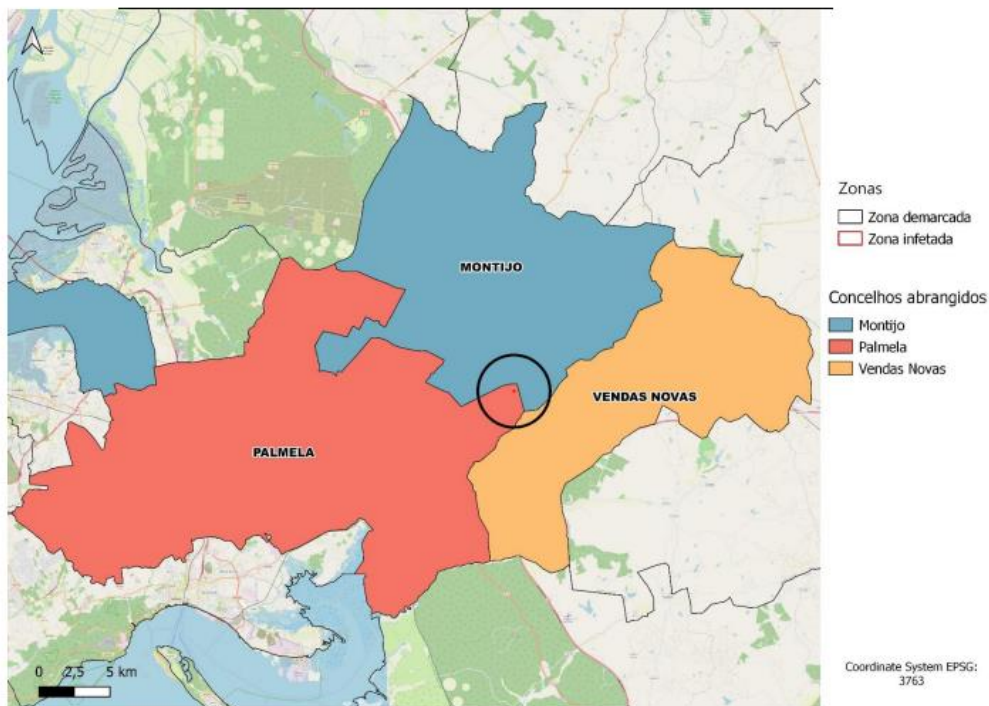 MONTIJO
VENDAS NOVAS
PALMELA
0 2,5 5 km
Zonas
Zona demarcada
Zona infetada
Concelhos abrangidos
Montijo
Palmela
Vendas Novas
Coordinate System EPSG:
3763